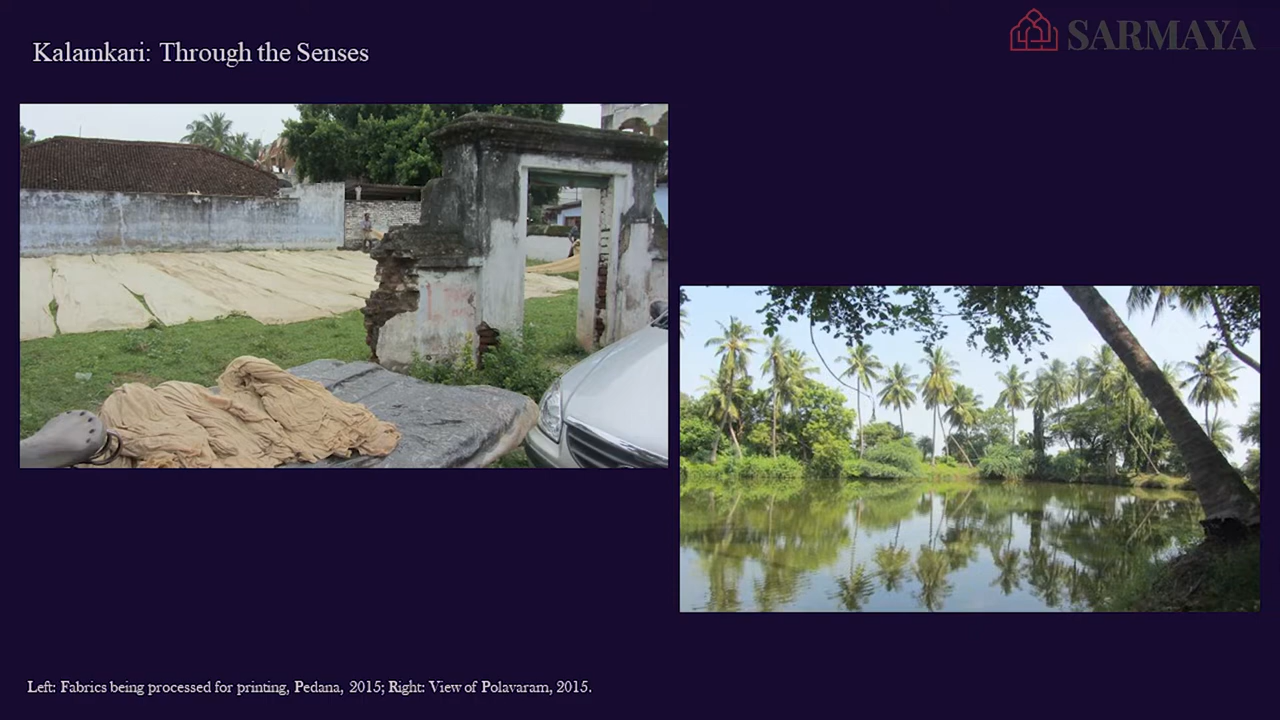 Kalamkari: Through the Senses
SARMAYA
Left: Fabrics being processed for printing, Pedana, 2015; Right: View of Polavaram, 2015.